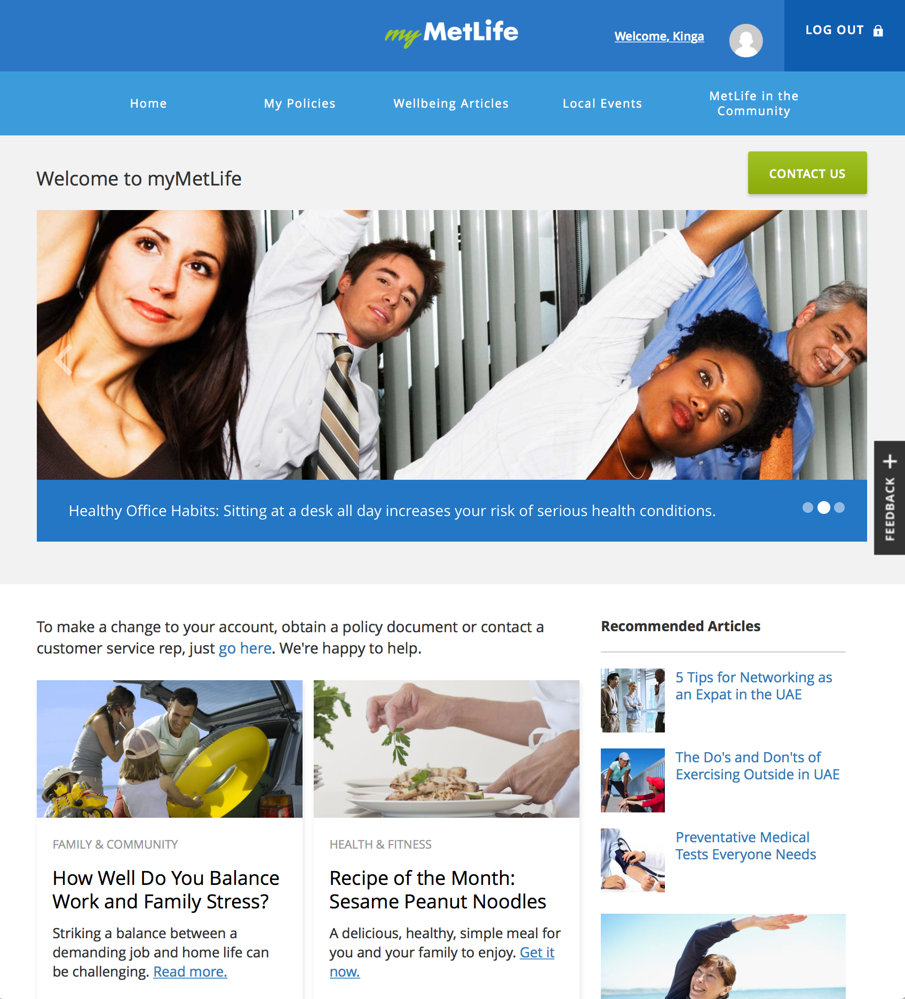 my MetLife
Welcome, Kinga
LOG OUT
Home
My Policies
Wellbeing Articles
Local Events
MetLife in the
Community
Welcome to myMetLife
CONTACT US
Healthy Office Habits: Sitting at a desk all day increases your risk of serious health conditions.
FEEDBACK +
To make a change to your account, obtain a policy document or contact a
customer service rep, just go here. We're happy to help.
FAMILY & COMMUNITY
How Well Do You Balance
Work and Family Stress?
Striking a balance between a
demanding job and home life can
be challenging. Read more.
HEALTH & FITNESS
Recipe of the Month:
Sesame Peanut Noodles
A delicious, healthy, simple meal for
you and your family to enjoy. Get it
now.
Recommended Articles
5 Tips for Networking as
an Expat in the UAE
The Do's and Don'ts of
Exercising Outside in UAE
Preventative Medical
Tests Everyone Needs